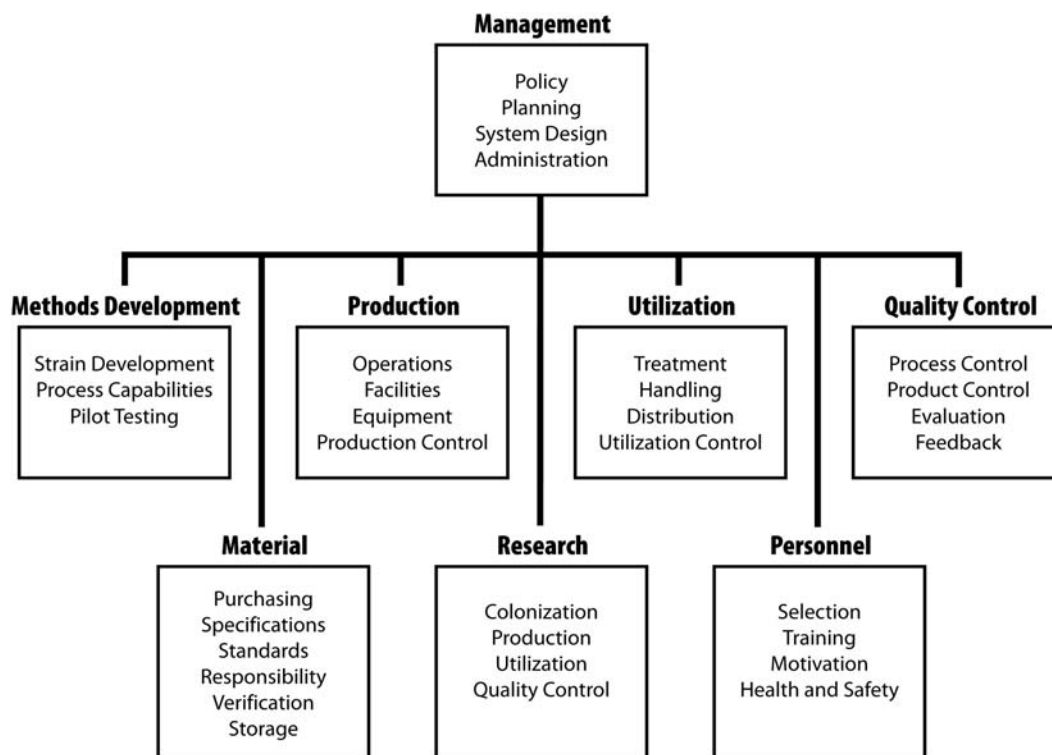 Management
Policy
Planning
System Design
Administration
Methods Development
Strain Development
Process Capabilities
Pilot Testing
Production
Operations
Facilities
Equipment
Production Control
Utilization
Treatment
Handling
Distribution
Utilization Control
Quality Control
Process Control
Product Control
Evaluation
Feedback
Material
Purchasing
Specifications
Standards
Responsibility
Verification
Storage
Research
Colonization
Production
Utilization
Quality Control
Personnel
Selection
Training
Motivation
Health and Safety